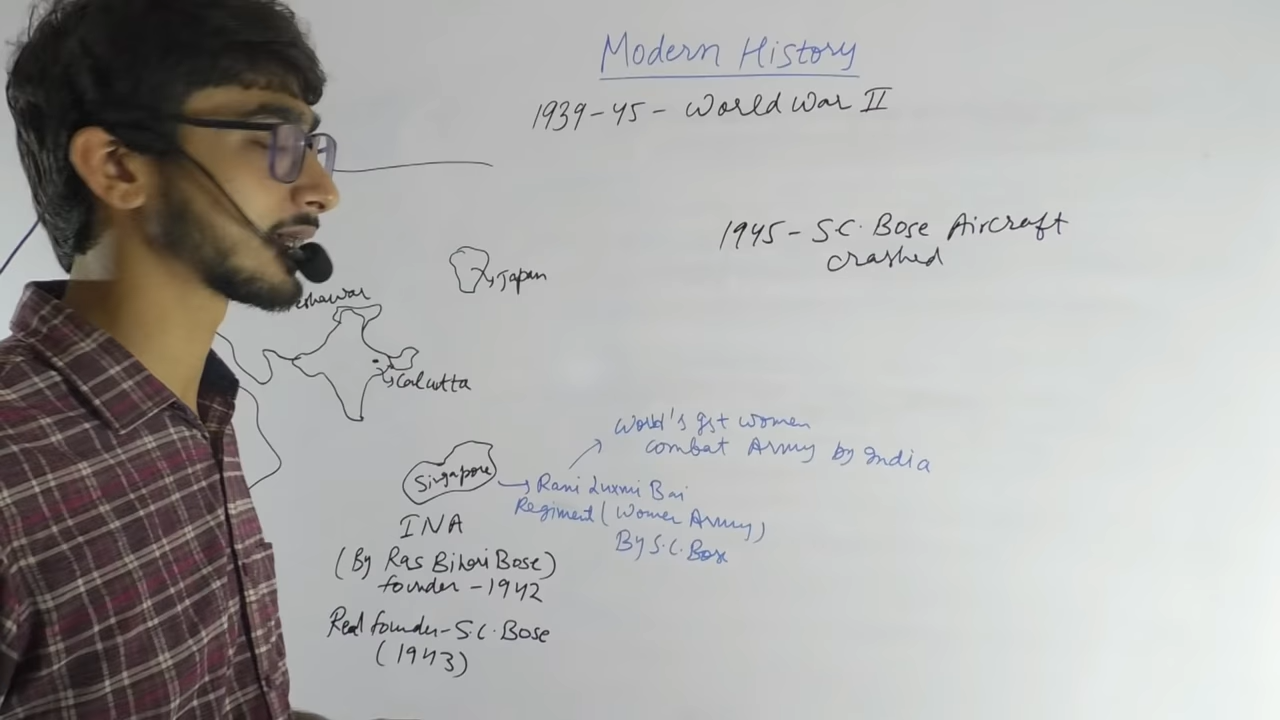 Modern History
1939-45 - World War II
1945 - S.C. Bose Aircraft
crashed
Japan
Calcutta
World's 1st women
combat Army by India
Singapore
Rani Luxmi Bai
Regiment (Women Army)
By S.C. Bose
INA
(By Ras Bihari Bose)
founder - 1942
Real founder - S.C. Bose
(1943)